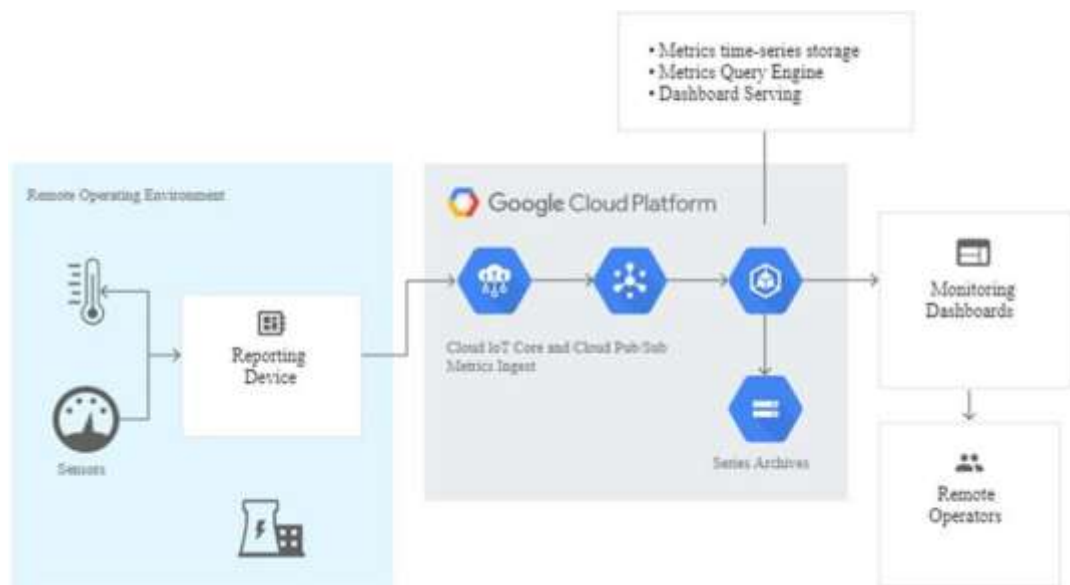 • Metrics time-series storage
• Metrics Query Engine
• Dashboard Serving
Remote Operating Environment
Google Cloud Platform
Reporting
Device
Sensors
Cloud IoT Core and Cloud Pub/Sub
Metrics Ingest
Series Archives
Monitoring
Dashboards
Remote
Operators